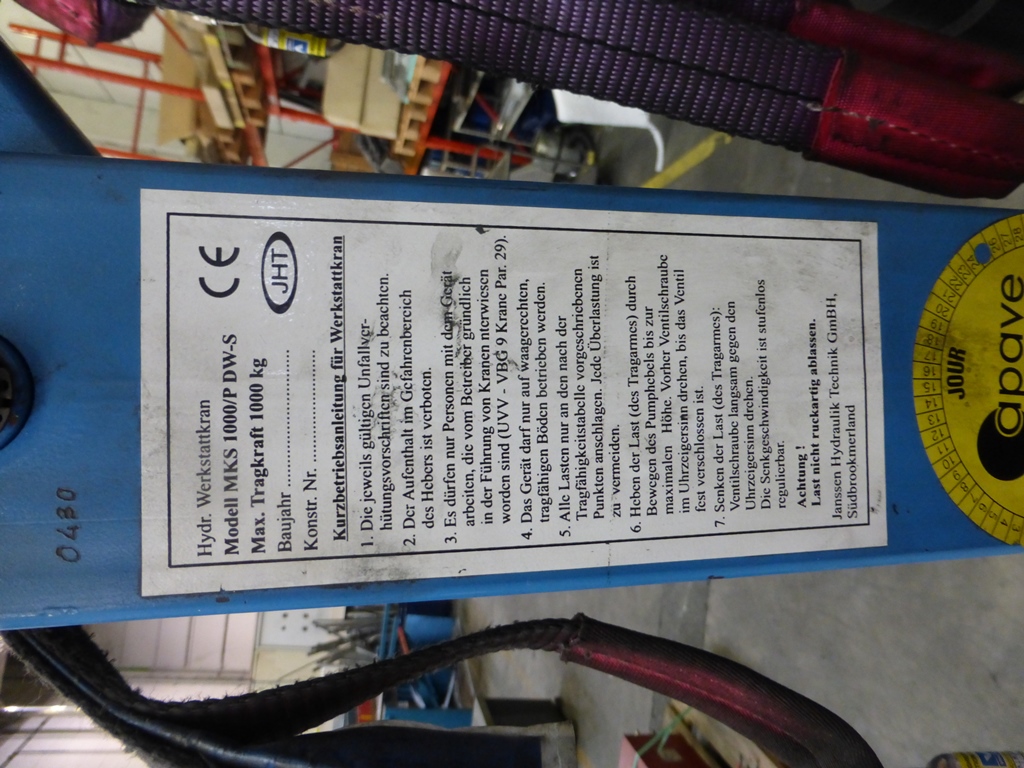 0480
Hydr. Werkstattkran
Modell MKS 1000/P DW-S
Max. Tragkraft 1000 kg
Baujahr
Konstr. Nr.
CE
JHT
Kurzbetriebsanleitung für Werkstattkran
1. Die jeweils gültigen Unfallver-
hütungsvorschriften sind zu beachten.
2. Der Aufenthalt im Gefahrenbereich
des Hebers ist verboten.
3. Es dürfen nur Personen mit dem Gerät
arbeiten, die vom Betreiber gründlich
in der Führung von Kranen unterwiesen
worden sind (UVV - VBG 9 Krane Par. 29).
4. Das Gerät darf nur auf waagerechten,
tragfähigen Böden betrieben werden.
5. Alle Lasten nur an den nach der
Tragfähigkeitstabelle vorgeschriebenen
Punkten anschlagen. Jede Überlastung ist
zu vermeiden.
6. Heben der Last (des Tragarmes) durch
Bewegen des Pumphebels bis zur
maximalen Höhe. Vorher Ventilschraube
im Uhrzeigersinn drehen, bis das Ventil
fest verschlossen ist.
7. Senken der Last (des Tragarmes):
Ventilschraube langsam gegen den
Uhrzeigersinn drehen.
Die Senkgeschwindigkeit ist stufenlos
regulierbar.
Achtung !
Last nicht ruckartig ablassen.
Janssen Hydraulik Technik GmbH,
Südbrookmerland
JOUR
apave